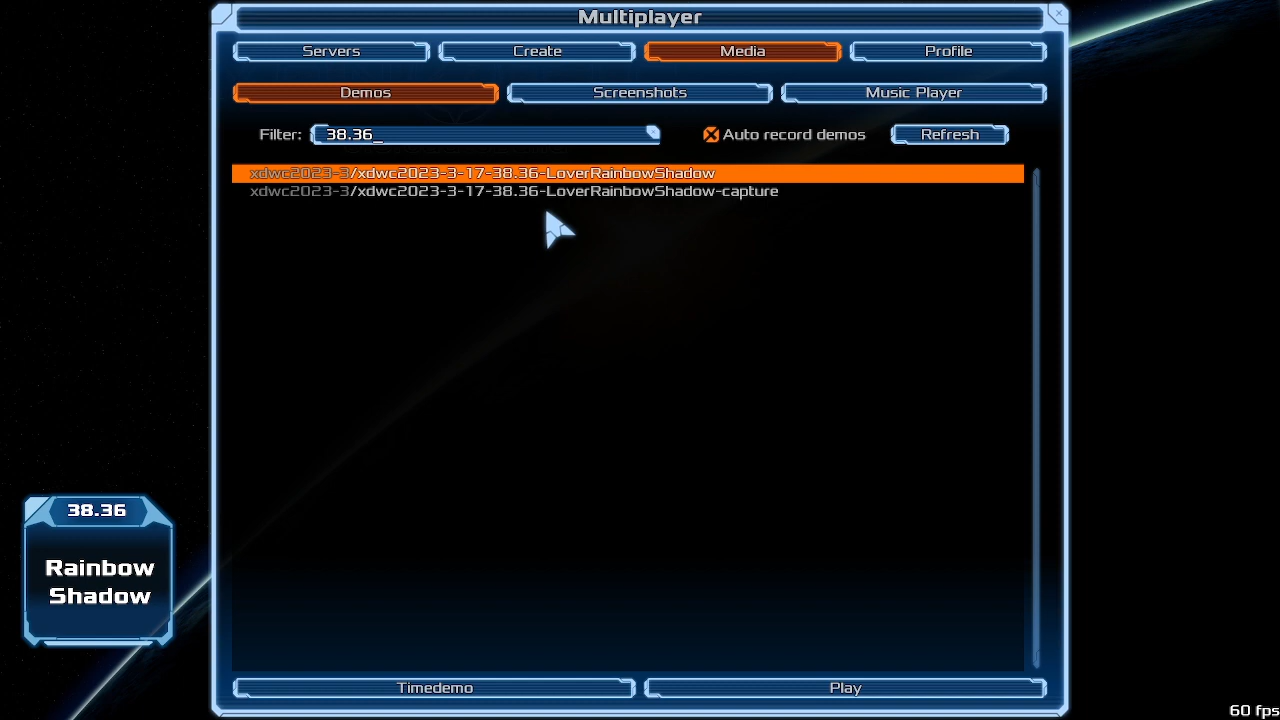 Multiplayer
Servers Create Media Profile
Demos Screenshots Music Player
Filter: 38.36_ Auto record demos Refresh
xdwc2023-3/xdwc2023-3-17-38.36-LoverRainbowShadow
xdwc2023-3/xdwc2023-3-17-38.36-LoverRainbowShadow-capture
38.36
Rainbow
Shadow
Timedemo Play
60 fps